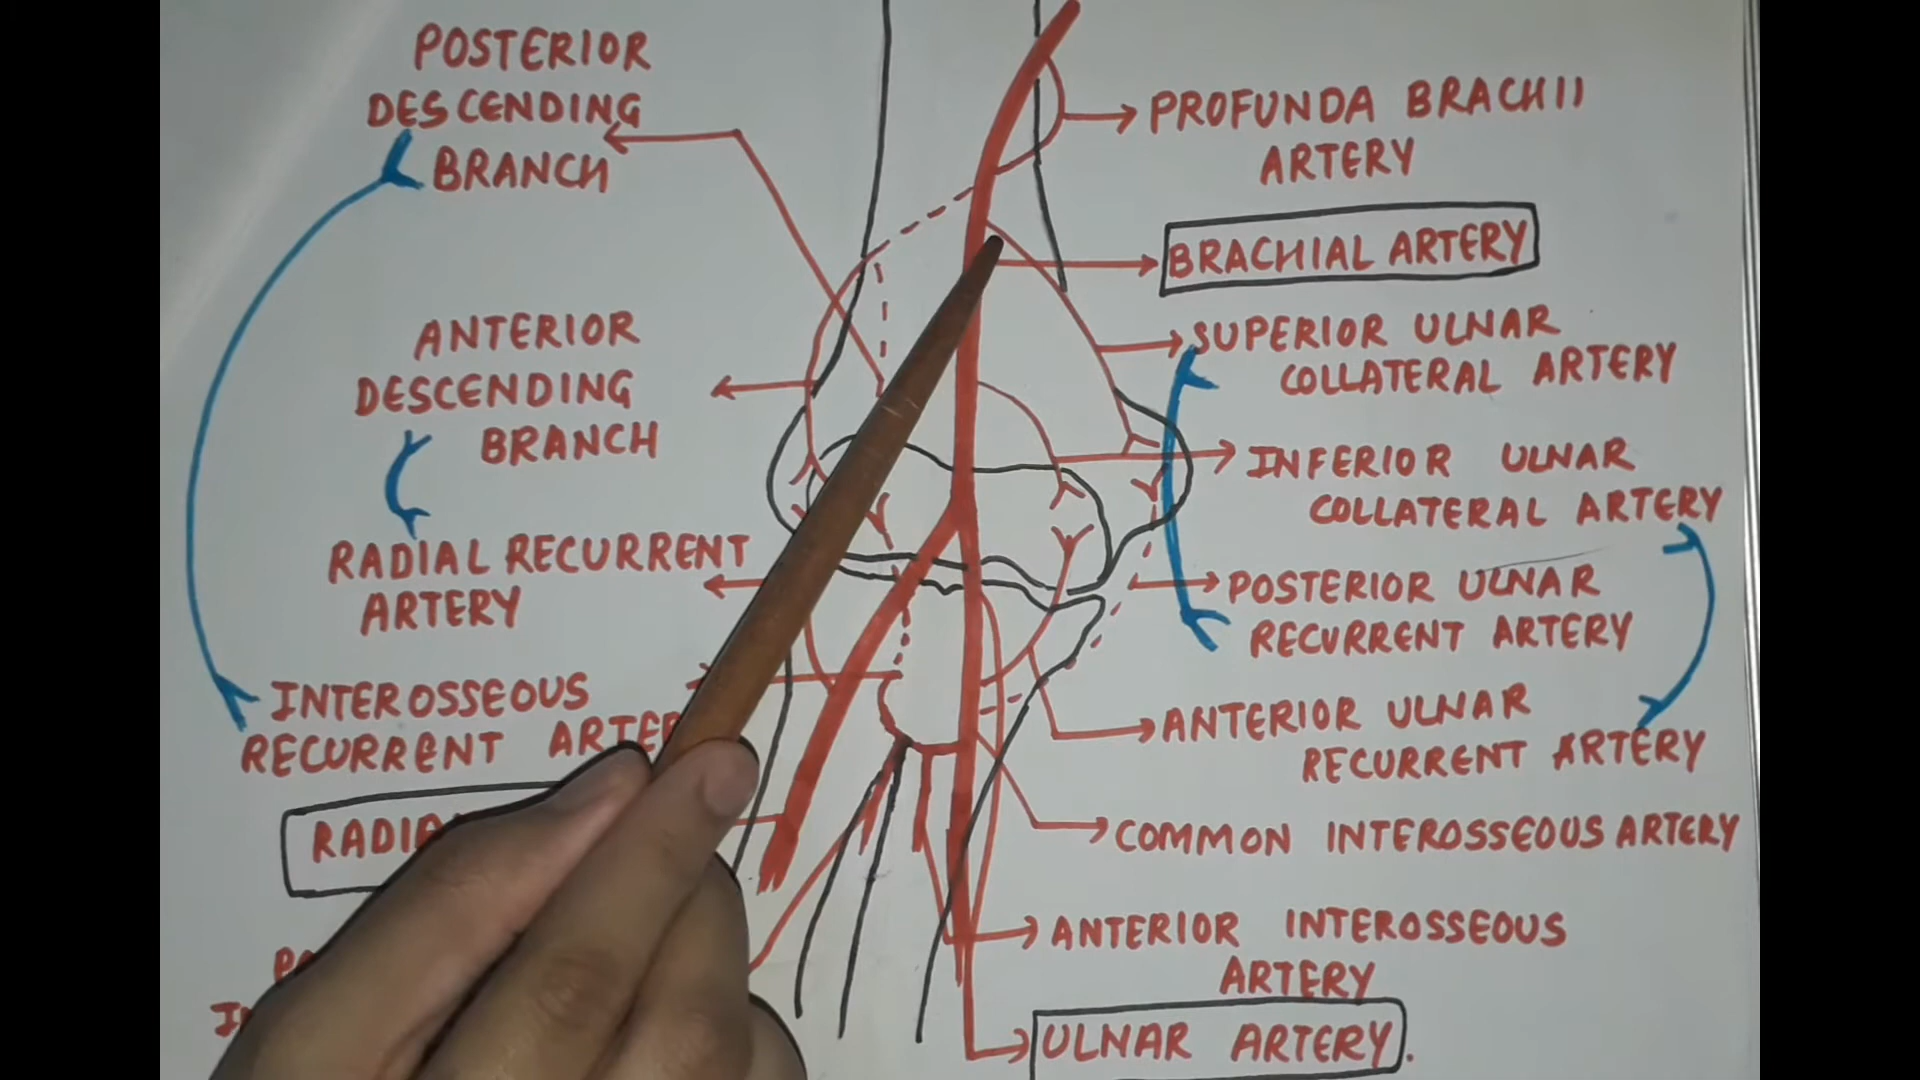 POSTERIOR
DESCENDING
BRANCH
ANTERIOR
DESCENDING
BRANCH
RADIAL RECURRENT
ARTERY
INTEROSSEOUS
RECURRENT
PROFUNDA BRACHII
ARTERY
BRACHIAL ARTERY
SUPERIOR ULNAR
COLLATERAL ARTERY
INFERIOR ULNAR
COLLATERAL ARTERY
POSTERIOR ULNAR
RECURRENT ARTERY
ANTERIOR ULNAR
RECURRENT ARTERY
COMMON INTEROSSEOUS ARTERY
ANTERIOR INTEROSSEOUS
ARTERY
ULNAR ARTERY.